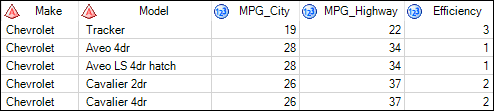 Make Model MPG_City MPG_Highway Efficiency
Chevrolet Tracker 19 22 3
Chevrolet Aveo 4dr 28 34 1
Chevrolet Aveo LS 4dr hatch 28 34 1
Chevrolet Cavalier 2dr 26 37 2
Chevrolet Cavalier 4dr 26 37 2